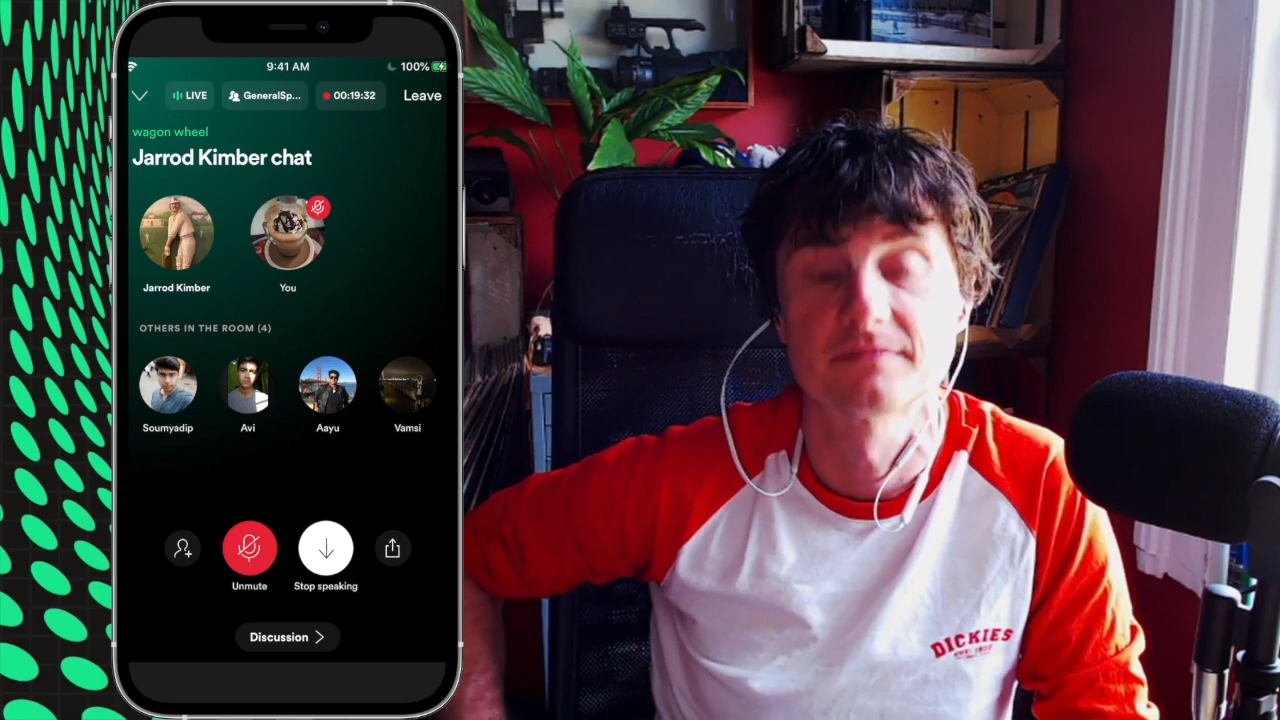 9:41 AM
100%
LIVE
GeneralSp...
00:19:32
Leave
wagon wheel
Jarrod Kimber chat
Jarrod Kimber
You
OTHERS IN THE ROOM (4)
Soumyadip
Avi
Aayu
Vamsi
Unmute
Stop speaking
Discussion
DICKIES